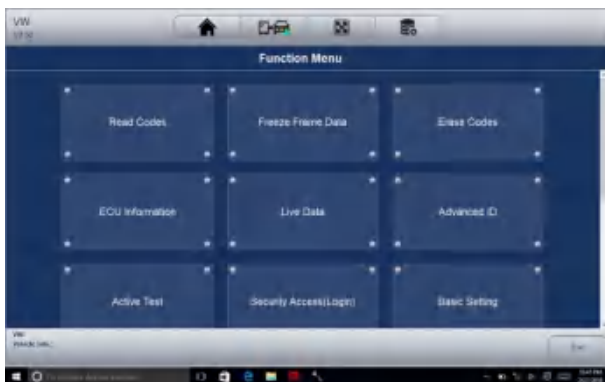 VW
Function Menu
Read Codes
Freeze Frame Data
Erase Codes
ECU Information
Live Data
Advanced ID
Active Test
Security Access(Login)
Basic Setting